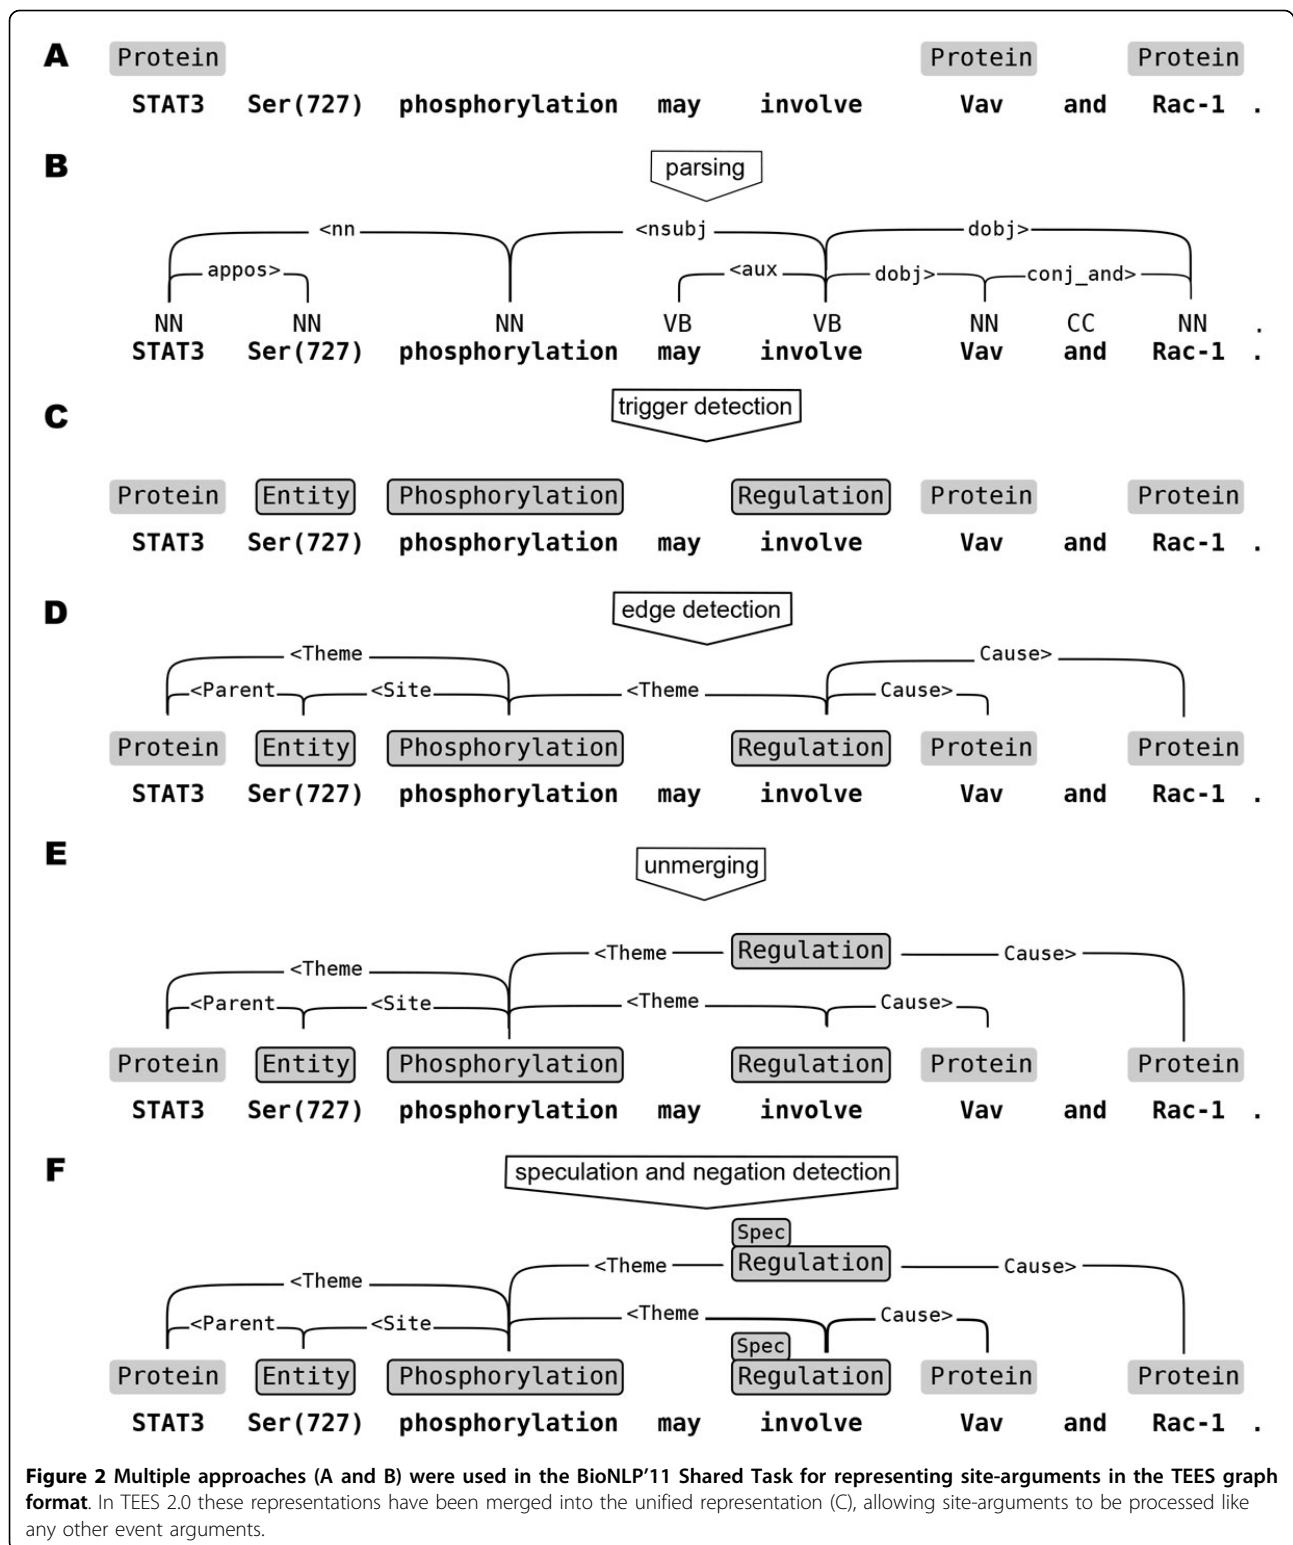 A
Protein Protein Protein
STAT3 Ser(727) phosphorylation may involve Vav and Rac-1 .
B
parsing
<nn <nsubj dobj>
appos> <aux dobj> conj_and>
NN NN NN VB VB NN CC NN .
STAT3 Ser(727) phosphorylation may involve Vav and Rac-1 .
C
trigger detection
Protein Entity Phosphorylation Regulation Protein Protein
STAT3 Ser(727) phosphorylation may involve Vav and Rac-1 .
D
edge detection
<Theme Cause>
<Parent <Site <Theme Cause>
Protein Entity Phosphorylation Regulation Protein Protein
STAT3 Ser(727) phosphorylation may involve Vav and Rac-1 .
E
unmerging
<Theme Regulation Cause>
<Theme
<Parent <Site <Theme Cause>
Protein Entity Phosphorylation Regulation Protein Protein
STAT3 Ser(727) phosphorylation may involve Vav and Rac-1 .
F
speculation and negation detection
Spec
<Theme Regulation Cause>
<Theme
<Parent <Site <Theme Cause>
Spec
Protein Entity Phosphorylation Regulation Protein Protein
STAT3 Ser(727) phosphorylation may involve Vav and Rac-1 .
Figure 2 Multiple approaches (A and B) were used in the BioNLP'11 Shared Task for representing site-arguments in the TEES graph
format. In TEES 2.0 these representations have been merged into the unified representation (C), allowing site-arguments to be processed like
any other event arguments.